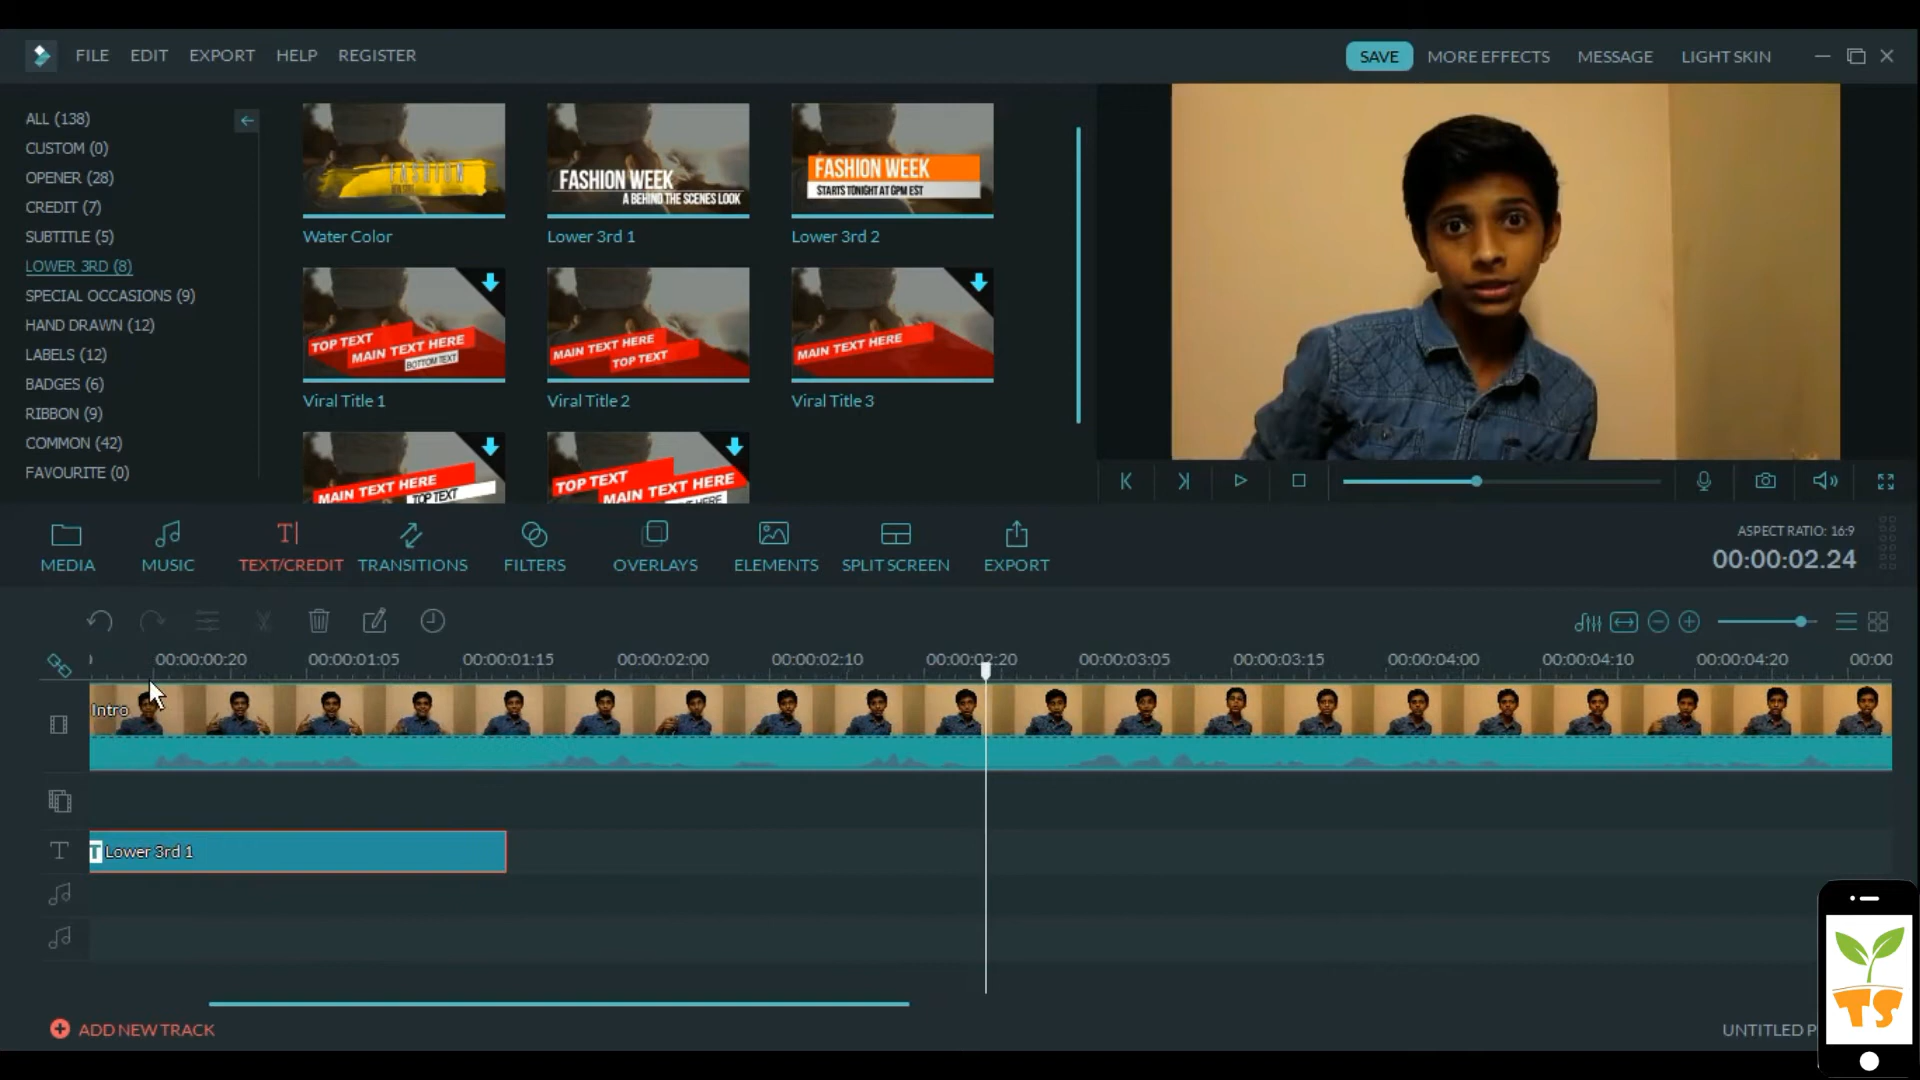 FILE EDIT EXPORT HELP REGISTER
SAVE MORE EFFECTS MESSAGE LIGHT SKIN
ALL (138)
CUSTOM (0)
OPENER (28)
CREDIT (7)
SUBTITLE (5)
LOWER 3RD (8)
SPECIAL OCCASIONS (9)
HAND DRAWN (12)
LABELS (12)
BADGES (6)
RIBBON (9)
COMMON (42)
FAVOURITE (0)
FASHION
Water Color
FASHION WEEK
A BEHIND THE SCENES LOOK
Lower 3rd 1
FASHION WEEK
STARTS TONIGHT AT 6PM EST
Lower 3rd 2
TOP TEXT
MAIN TEXT HERE
BOTTOM TEXT
Viral Title 1
MAIN TEXT HERE
TOP TEXT
Viral Title 2
MAIN TEXT HERE
Viral Title 3
MAIN TEXT HERE
TOP TEXT
TOP TEXT
MAIN TEXT HERE
MEDIA MUSIC TEXT/CREDIT TRANSITIONS FILTERS OVERLAYS ELEMENTS SPLIT SCREEN EXPORT
ASPECT RATIO: 16:9
00:00:02.24
00:00:00:20 00:00:01:05 00:00:01:15 00:00:02:00 00:00:02:10 00:00:02:20 00:00:03:05 00:00:03:15 00:00:04:00 00:00:04:10 00:00:04:20 00:00
Intro
T Lower 3rd 1
ADD NEW TRACK
UNTITLED P
TS